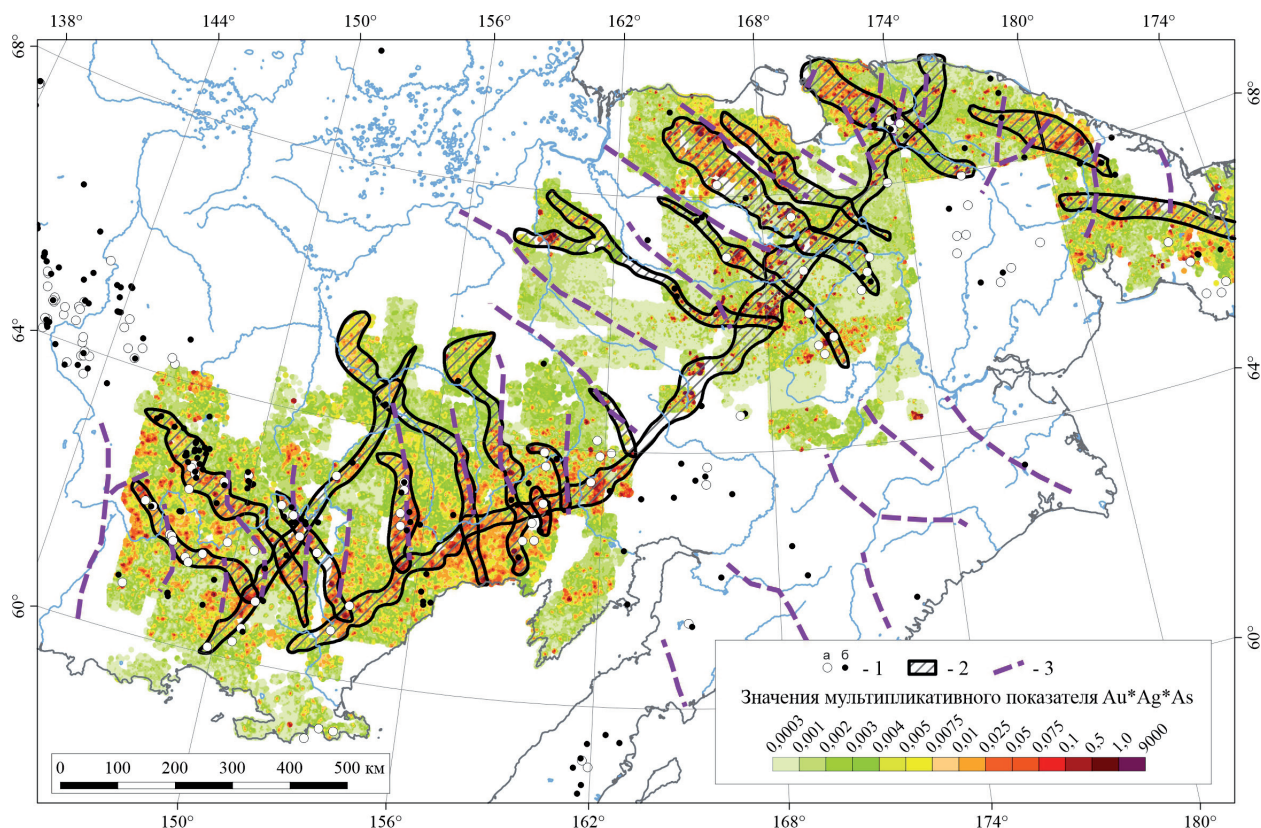 138° 144° 150° 156° 162° 168° 174° 180° 174°
68° 68°
64° 64°
60° 60°
а б
- 1 - 2 - 3
Значения мультипликативного показателя Au*Ag*As
0,0003 0,001 0,002 0,003 0,004 0,005 0,0075 0,01 0,025 0,05 0,075 0,1 0,5 1,0 9000
0 100 200 300 400 500 км
150° 156° 162° 168° 174° 180°